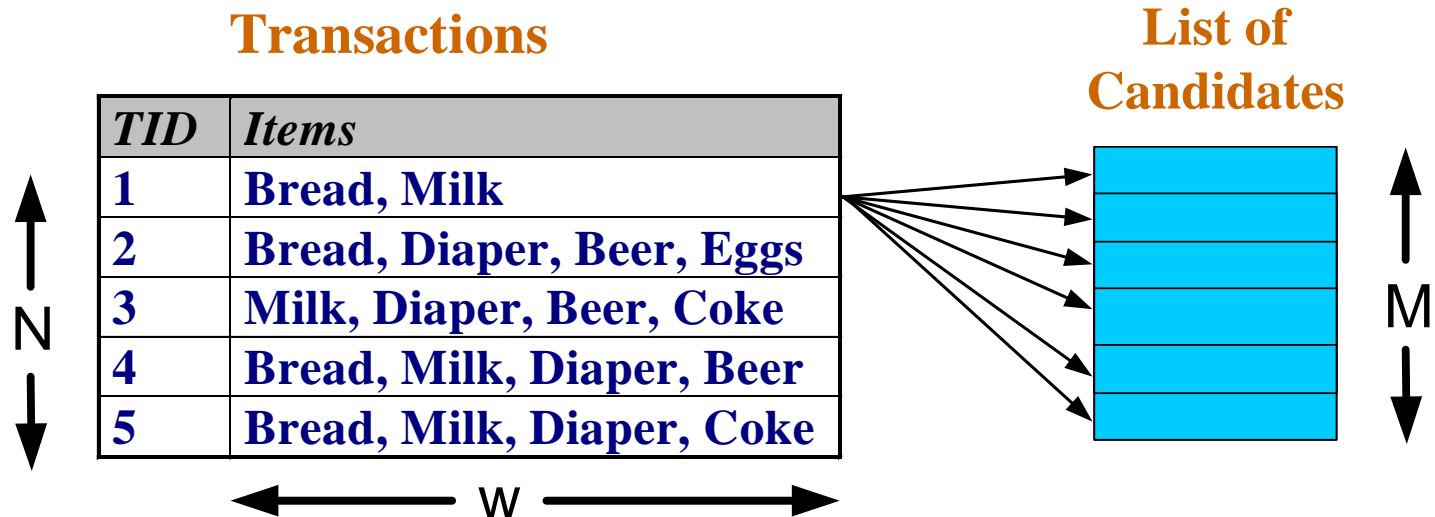 Transactions
List of
Candidates
TID Items
1 Bread, Milk
2 Bread, Diaper, Beer, Eggs
3 Milk, Diaper, Beer, Coke
4 Bread, Milk, Diaper, Beer
5 Bread, Milk, Diaper, Coke
N
M
w